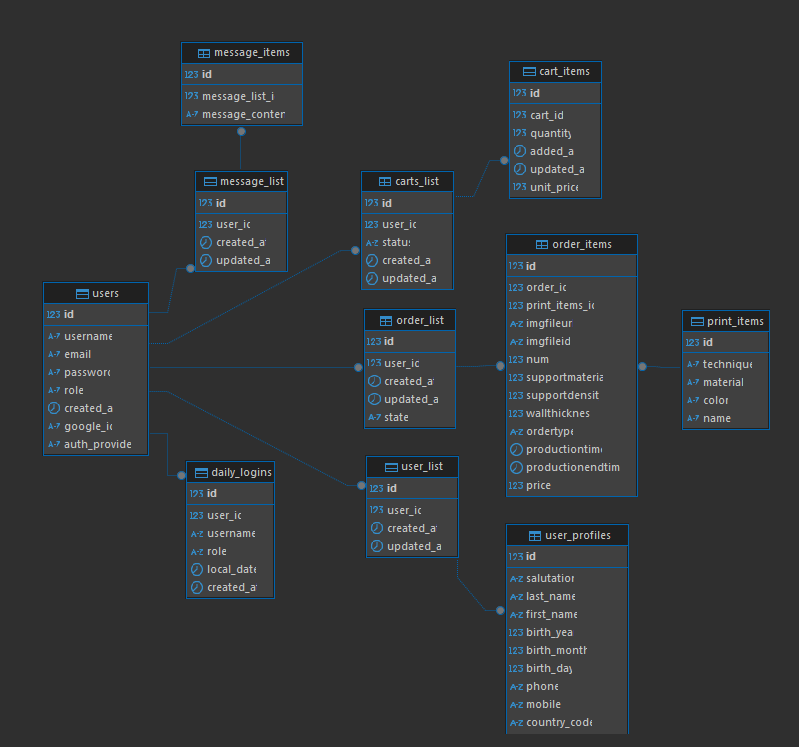 message_items
123 id
123 message_list_i
A-Z message_conten
cart_items
123 id
123 cart_id
123 quantity
added_a
updated_a
123 unit_price
message_list
123 id
123 user_ic
created_a
updated_a
carts_list
123 id
123 user_ic
A-Z status
created_a
updated_a
order_items
123 id
123 order_ic
123 print_items_ic
A-Z imgfileur
A-Z imgfileid
123 num
123 supportmateria
123 supportdensit
123 wallthicknes
A-Z ordertype
productiontime
productionendtim
123 price
users
123 id
A-Z username
A-Z email
A-Z password
A-Z role
created_a
A-Z google_ic
A-Z auth_provide
order_list
123 id
123 user_ic
created_a
updated_a
A-Z state
print_items
123 id
A-Z technique
A-Z material
A-Z color
A-Z name
daily_logins
123 id
123 user_ic
A-Z username
A-Z role
local_date
created_a
user_list
123 id
123 user_ic
created_a
updated_a
user_profiles
123 id
A-Z salutation
A-Z last_name
A-Z first_name
123 birth_yea
123 birth_month
123 birth_day
A-Z phone
A-Z mobile
A-Z country_code